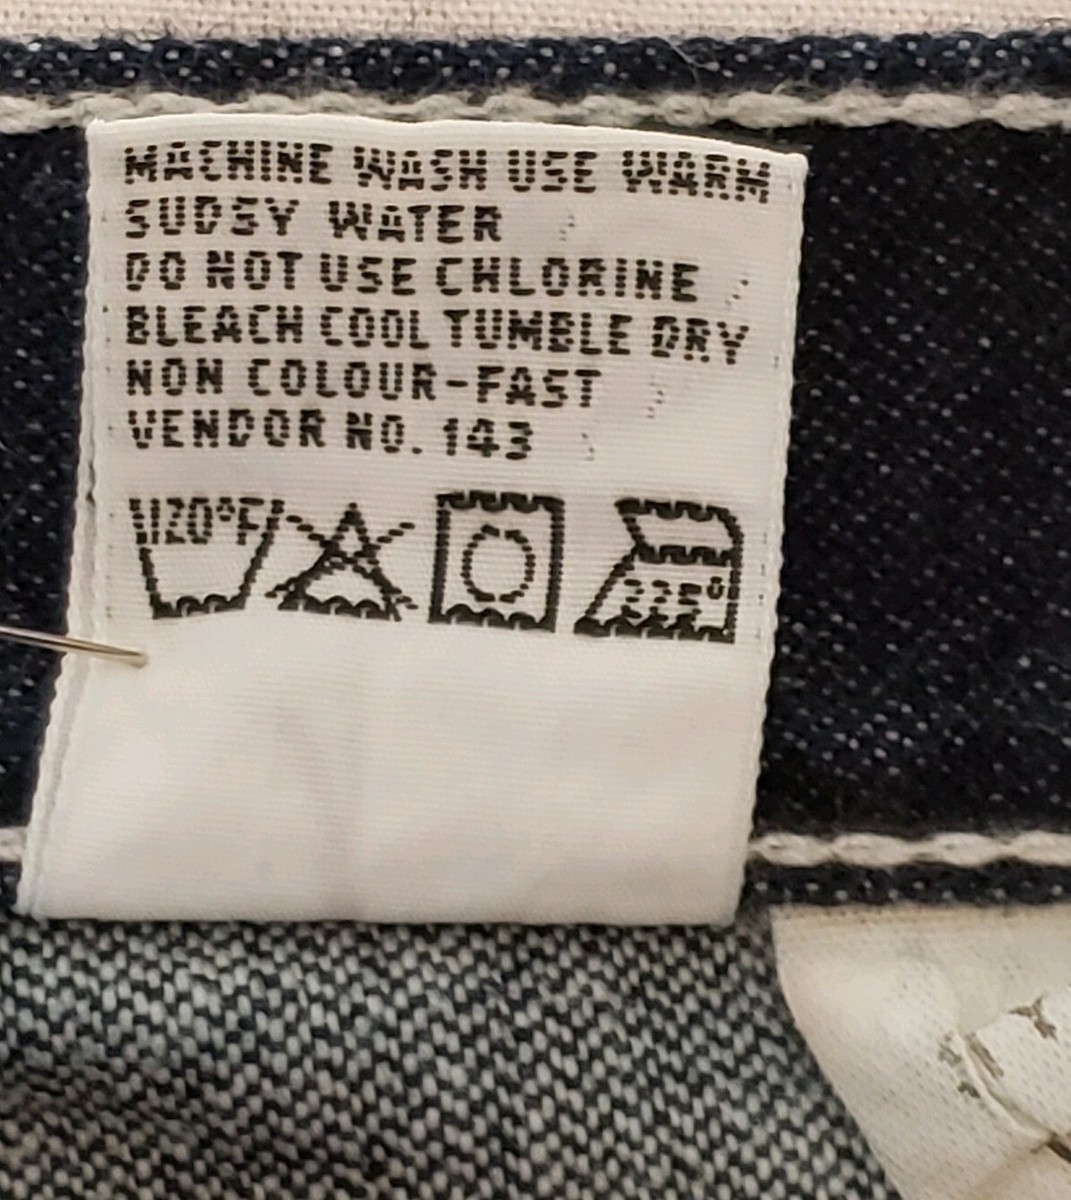 MACHINE WASH USE WARM
SUDSY WATER
DO NOT USE CHLORINE
BLEACH COOL TUMBLE DRY
NON COLOUR-FAST
VENDOR NO. 143
120°F
225°